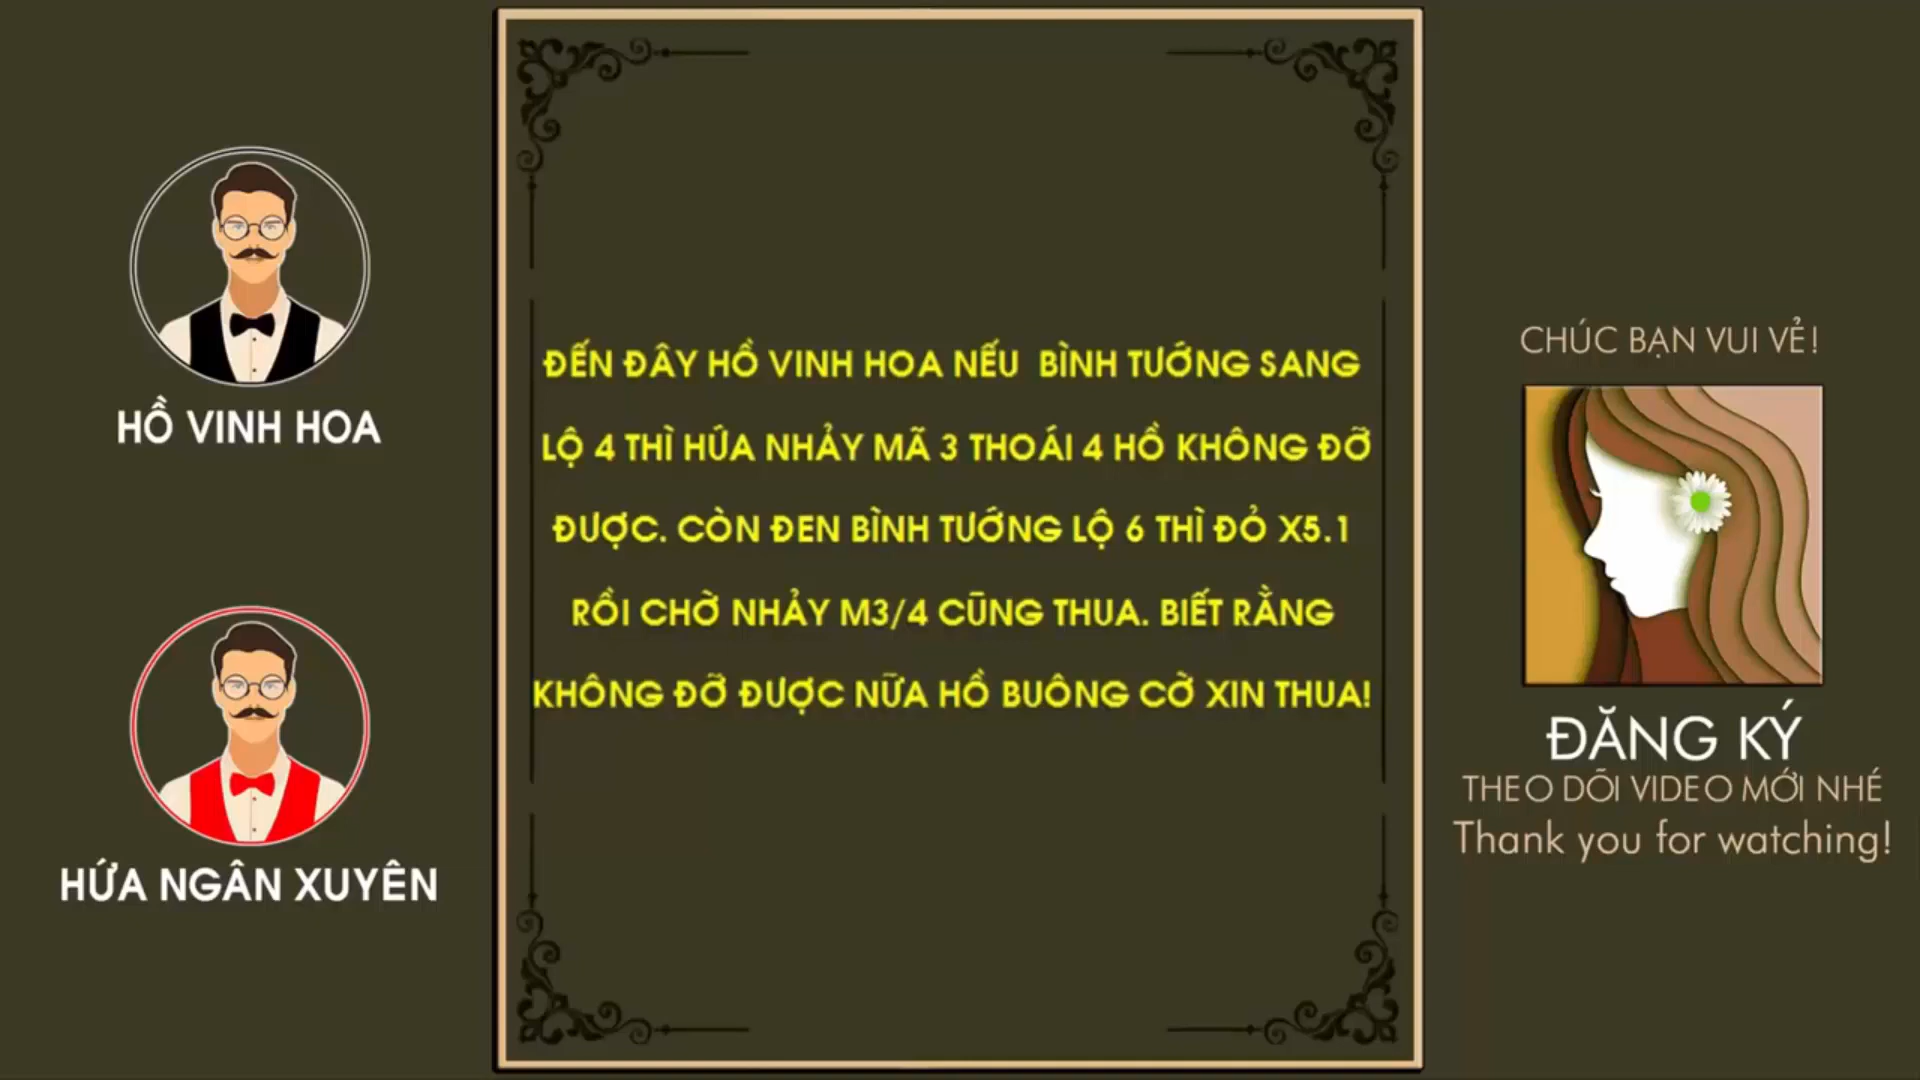 HỒ VINH HOA
HỨA NGÂN XUYÊN
ĐẾN ĐÂY HỒ VINH HOA NẾU BÌNH TƯỚNG SANG
LỘ 4 THÌ HỨA NHẢY MÃ 3 THOÁI 4 HỒ KHÔNG ĐỠ
ĐƯỢC. CÒN ĐEN BÌNH TƯỚNG LỘ 6 THÌ ĐỎ X5.1
RỒI CHỜ NHẢY M3/4 CŨNG THUA. BIẾT RẰNG
KHÔNG ĐỠ ĐƯỢC NỮA HỒ BUÔNG CỜ XIN THUA!
CHÚC BẠN VUI VẺ!
ĐĂNG KÝ
THEO DÕI VIDEO MỚI NHÉ
Thank you for watching!